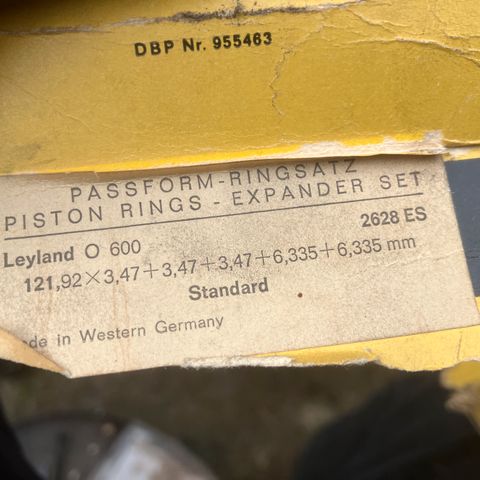 DBP Nr. 955463
PASSFORM-RINGSATZ
PISTON RINGS - EXPANDER SET
Leyland O 600
2628 ES
121,92×3,47+3,47+3,47+6,335+6,335 mm
Standard
in Western Germany